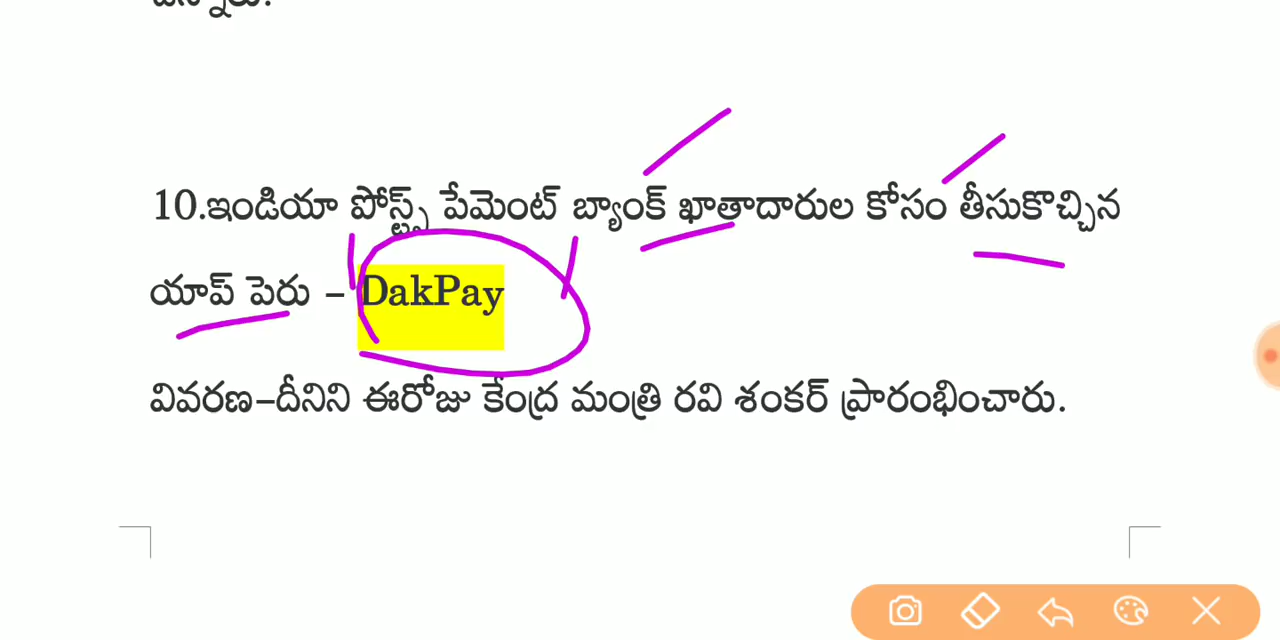 10.ఇండియా పోస్ట్స్ పేమెంట్ బ్యాంక్ ఖాతాదారుల కోసం తీసుకొచ్చిన
యాప్ పెరు – DakPay
వివరణ–దీనిని ఈరోజు కేంద్ర మంత్రి రవి శంకర్ ప్రారంభించారు.